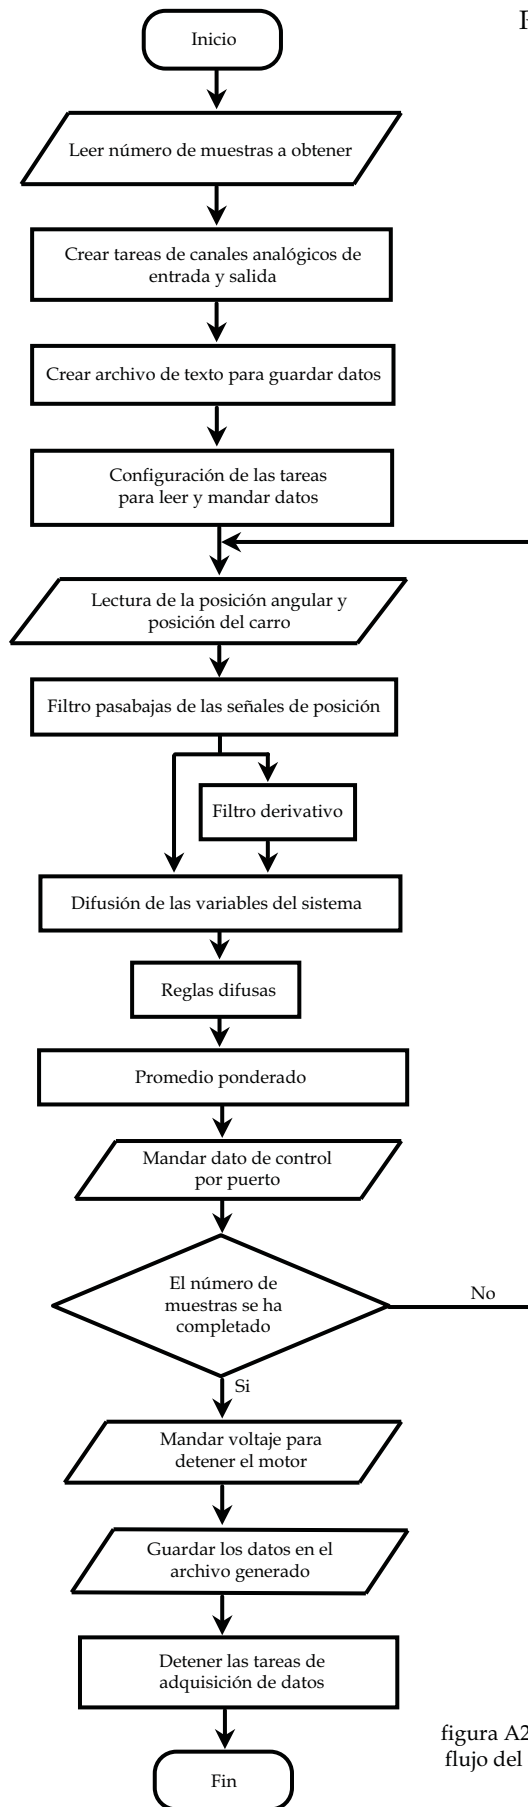 Inicio
Leer número de muestras a obtener
Crear tareas de canales analógicos de
entrada y salida
Crear archivo de texto para guardar datos
Configuración de las tareas
para leer y mandar datos
Lectura de la posición angular y
posición del carro
Filtro pasabajas de las señales de posición
Filtro derivativo
Difusión de las variables del sistema
Reglas difusas
Promedio ponderado
Mandar dato de control
por puerto
El número de
muestras se ha
completado
No
Si
Mandar voltaje para
detener el motor
Guardar los datos en el
archivo generado
Detener las tareas de
adquisición de datos
figura A2
flujo del
Fin